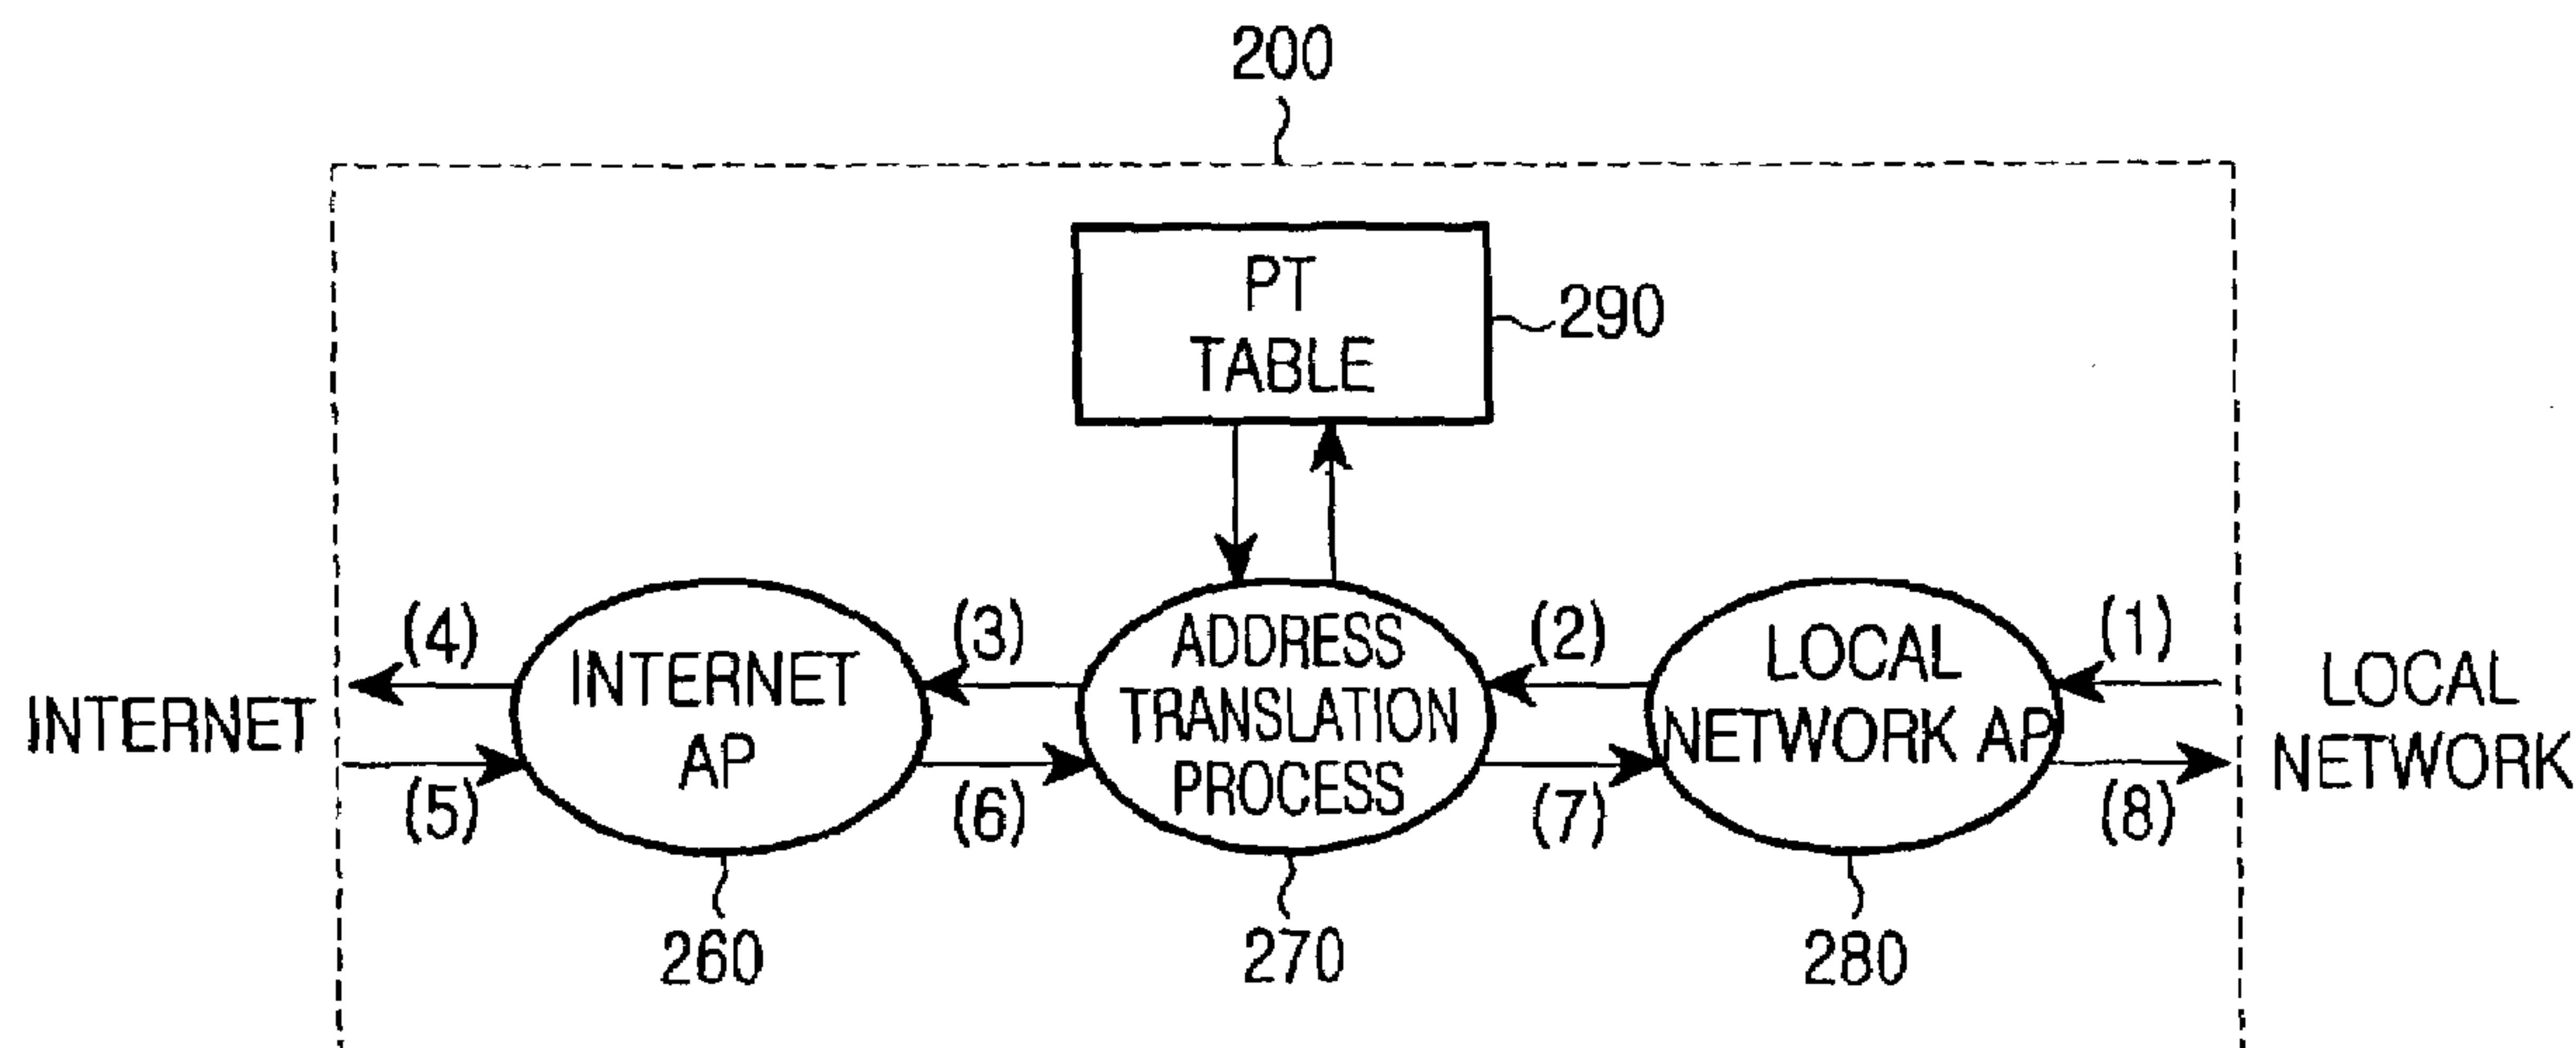 200
PT
TABLE
290
(4)
(3)
(2)
(1)
INTERNET
INTERNET
AP
ADDRESS
TRANSLATION
PROCESS
LOCAL
NETWORK AP
LOCAL
NETWORK
(5)
(6)
(7)
(8)
260
270
280